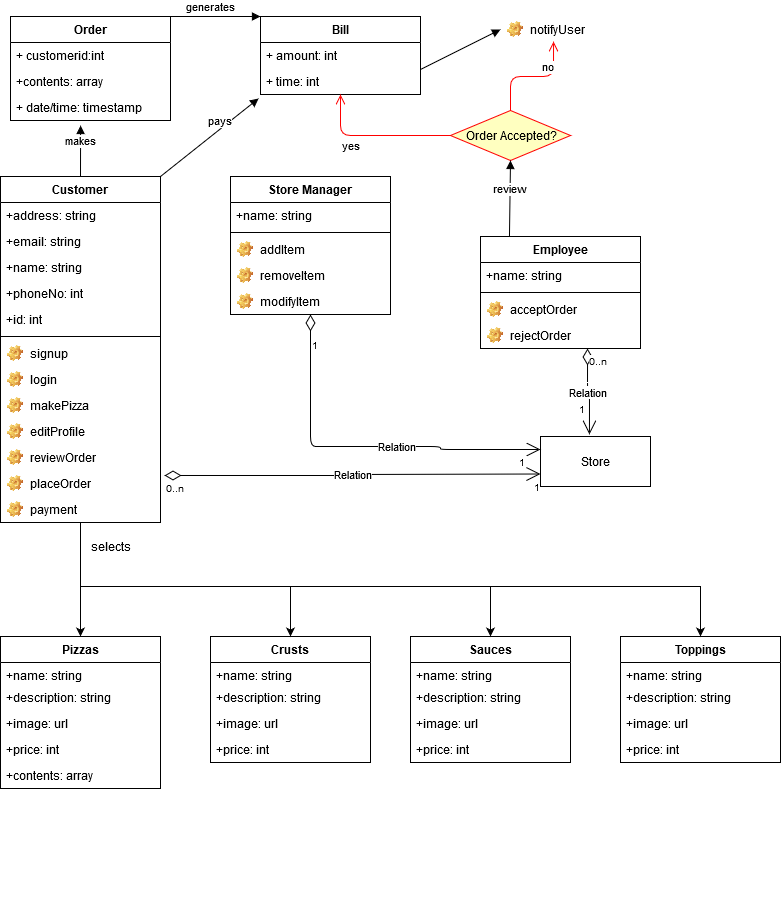 generates
Order
+ customerid:int
+contents: array
+ date/time: timestamp
Bill
+ amount: int
+ time: int
notifyUser
no
Order Accepted?
yes
review
makes
pays
Customer
+address: string
+email: string
+name: string
+phoneNo: int
+id: int
signup
login
makePizza
editProfile
reviewOrder
placeOrder
payment
Store Manager
+name: string
addItem
removeItem
modifyItem
1
Employee
+name: string
acceptOrder
rejectOrder
0..n
Relation
1
Store
Relation
1
Relation
0..n
1
selects
Pizzas
+name: string
+description: string
+image: url
+price: int
+contents: array
Crusts
+name: string
+description: string
+image: url
+price: int
Sauces
+name: string
+description: string
+image: url
+price: int
Toppings
+name: string
+description: string
+image: url
+price: int